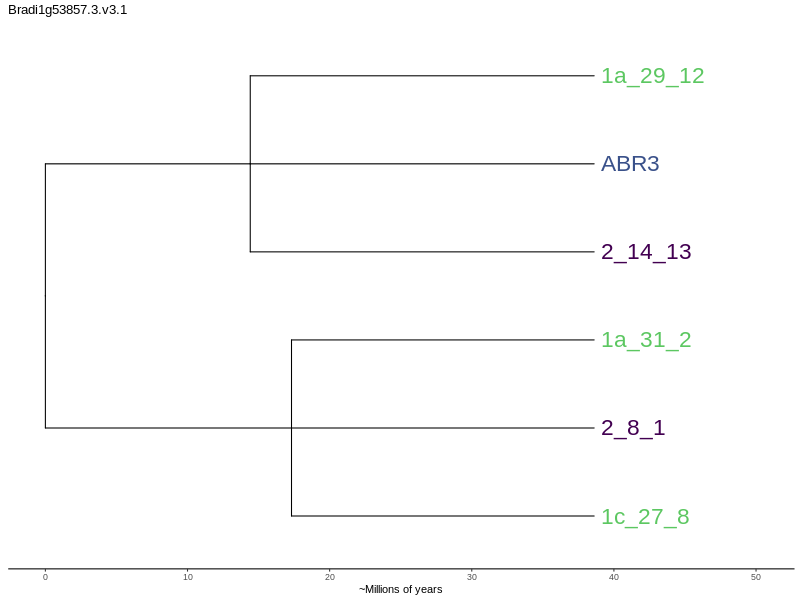 Bradi1g53857.3.v3.1
1a_29_12
ABR3
2_14_13
1a_31_2
2_8_1
1c_27_8
0 10 20 30 40 50
~Millions of years